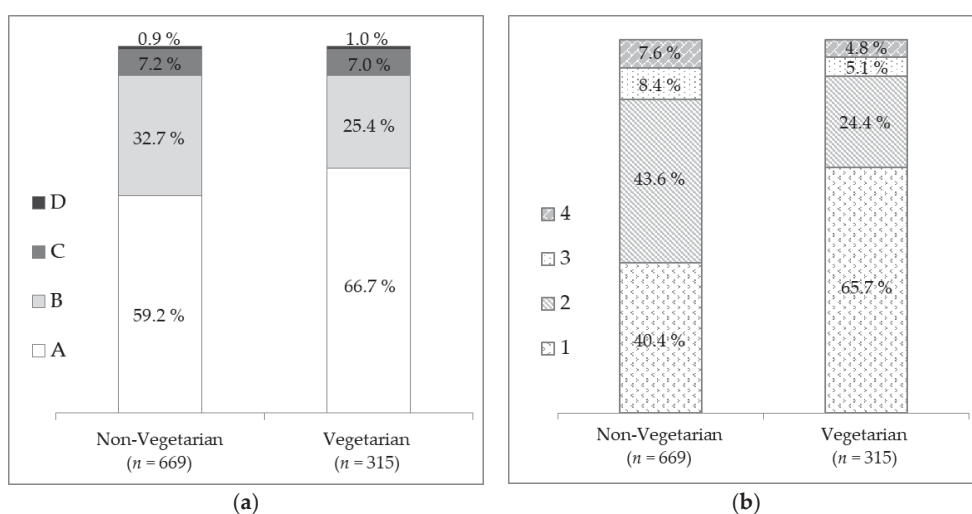 0.9 %
1.0 %
7.2 %
7.0 %
32.7 %
25.4 %
59.2 %
66.7 %
D
C
B
A
Non-Vegetarian
(n = 669)
Vegetarian
(n = 315)
(a)
7.6 %
4.8 %
8.4 %
5.1 %
43.6 %
24.4 %
40.4 %
65.7 %
4
3
2
1
Non-Vegetarian
(n = 669)
Vegetarian
(n = 315)
(b)